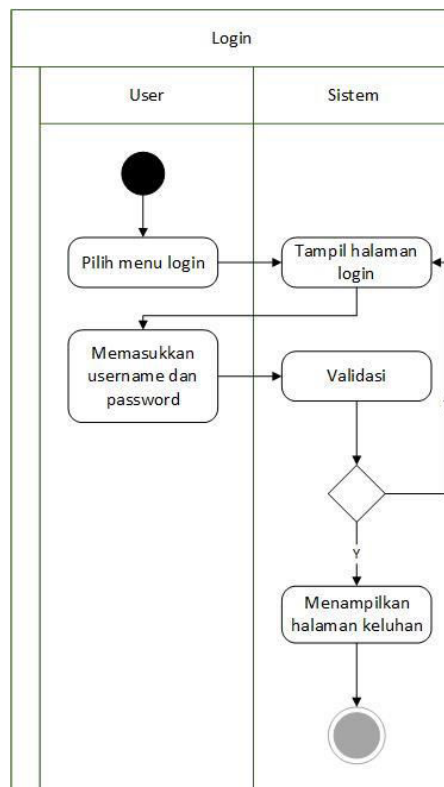 Login
User
Sistem
Pilih menu login
Tampil halaman
login
Memasukkan
username dan
password
Validasi
Y
Menampilkan
halaman keluhan